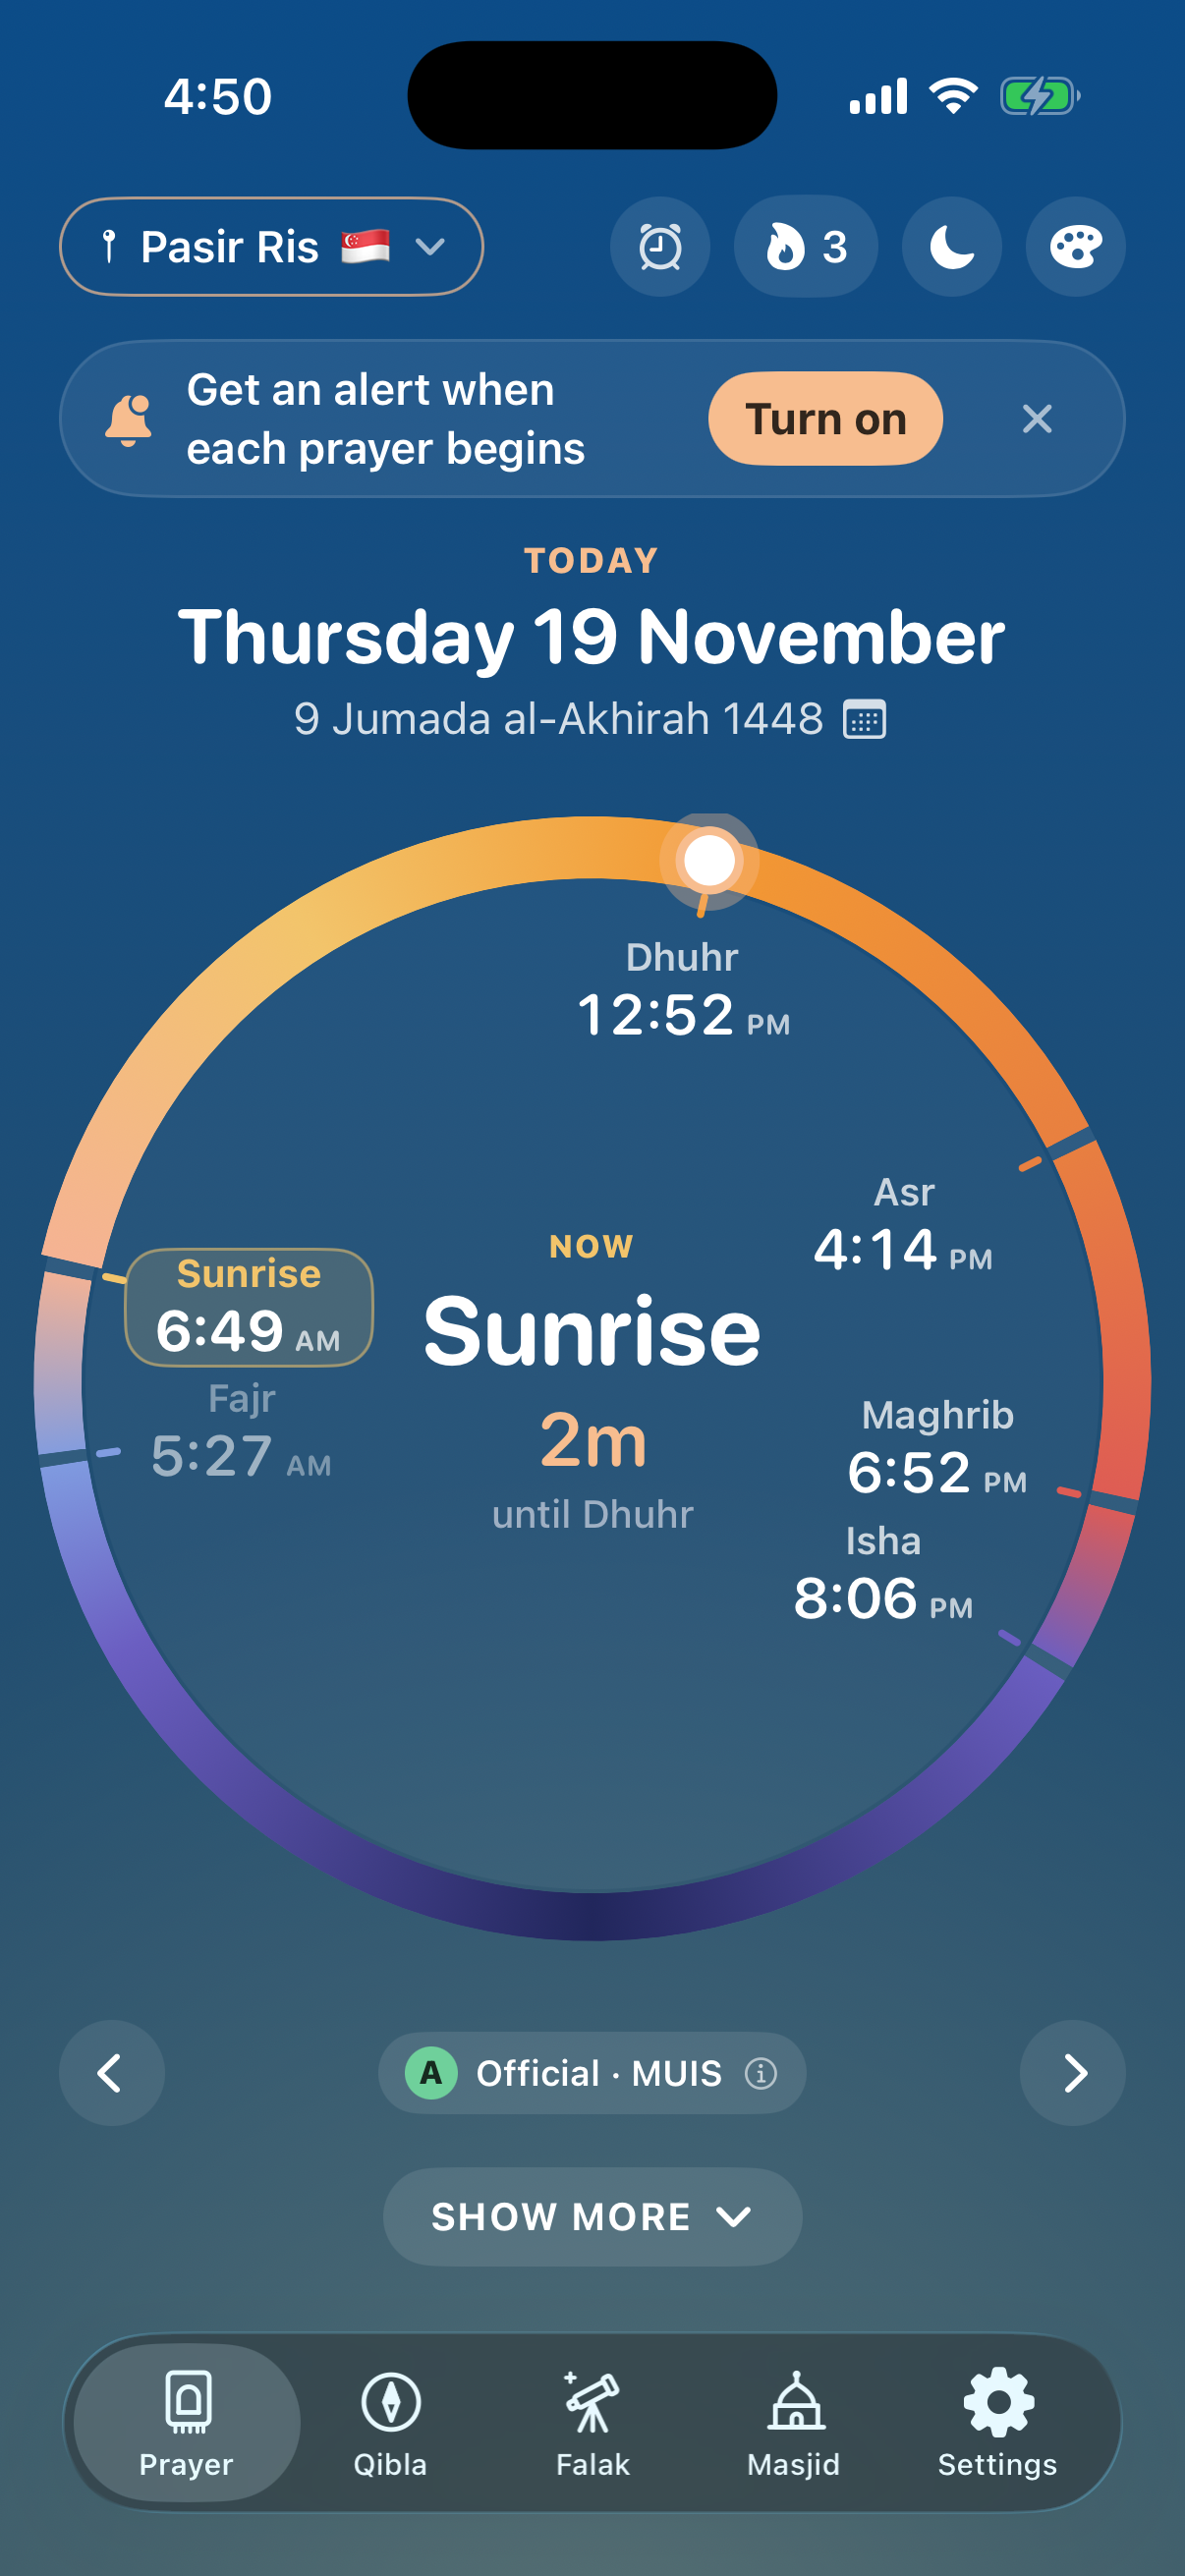 4:50
Pasir Ris
3
Get an alert when
each prayer begins
Turn on
TODAY
Thursday 19 November
9 Jumada al-Akhirah 1448
Dhuhr
12:52 PM
Asr
4:14 PM
NOW
Sunrise
2m
until Dhuhr
Sunrise
6:49 AM
Fajr
5:27 AM
Maghrib
6:52 PM
Isha
8:06 PM
A Official · MUIS
SHOW MORE
Prayer
Qibla
Falak
Masjid
Settings